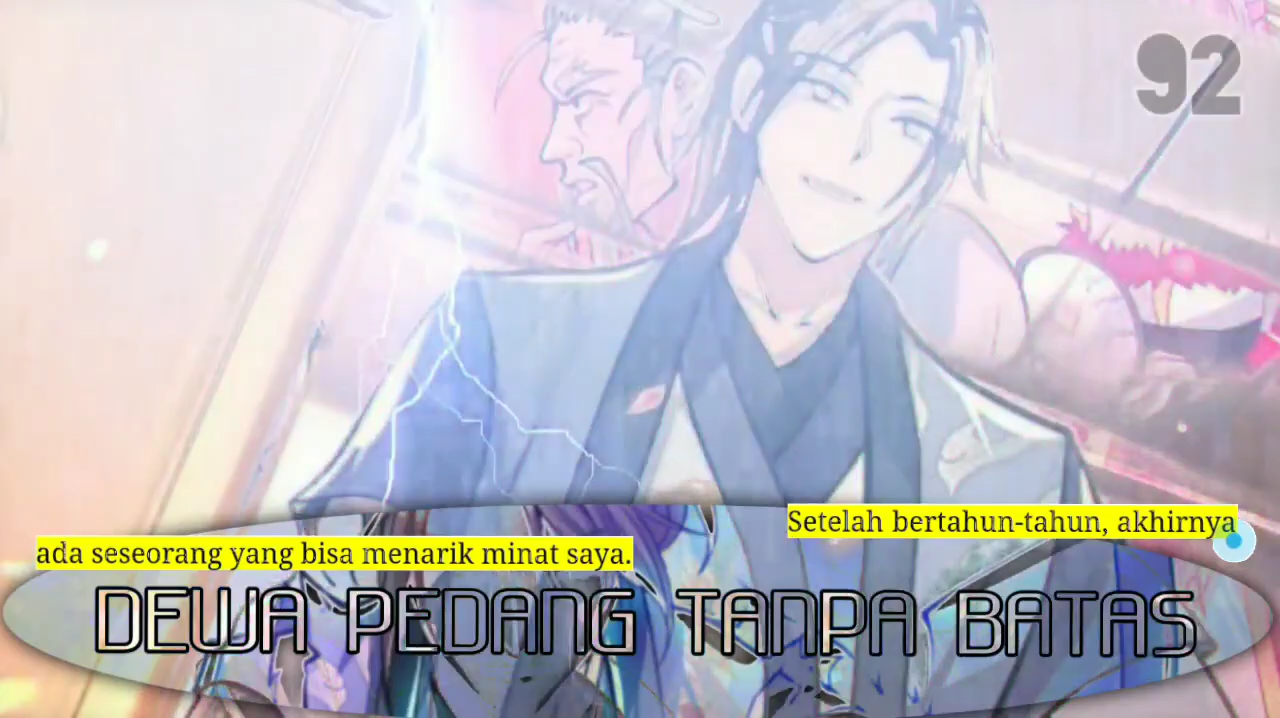 92
Setelah bertahun-tahun, akhirnya
ada seseorang yang bisa menarik minat saya.
DEWA PEDANG TANPA BATAS